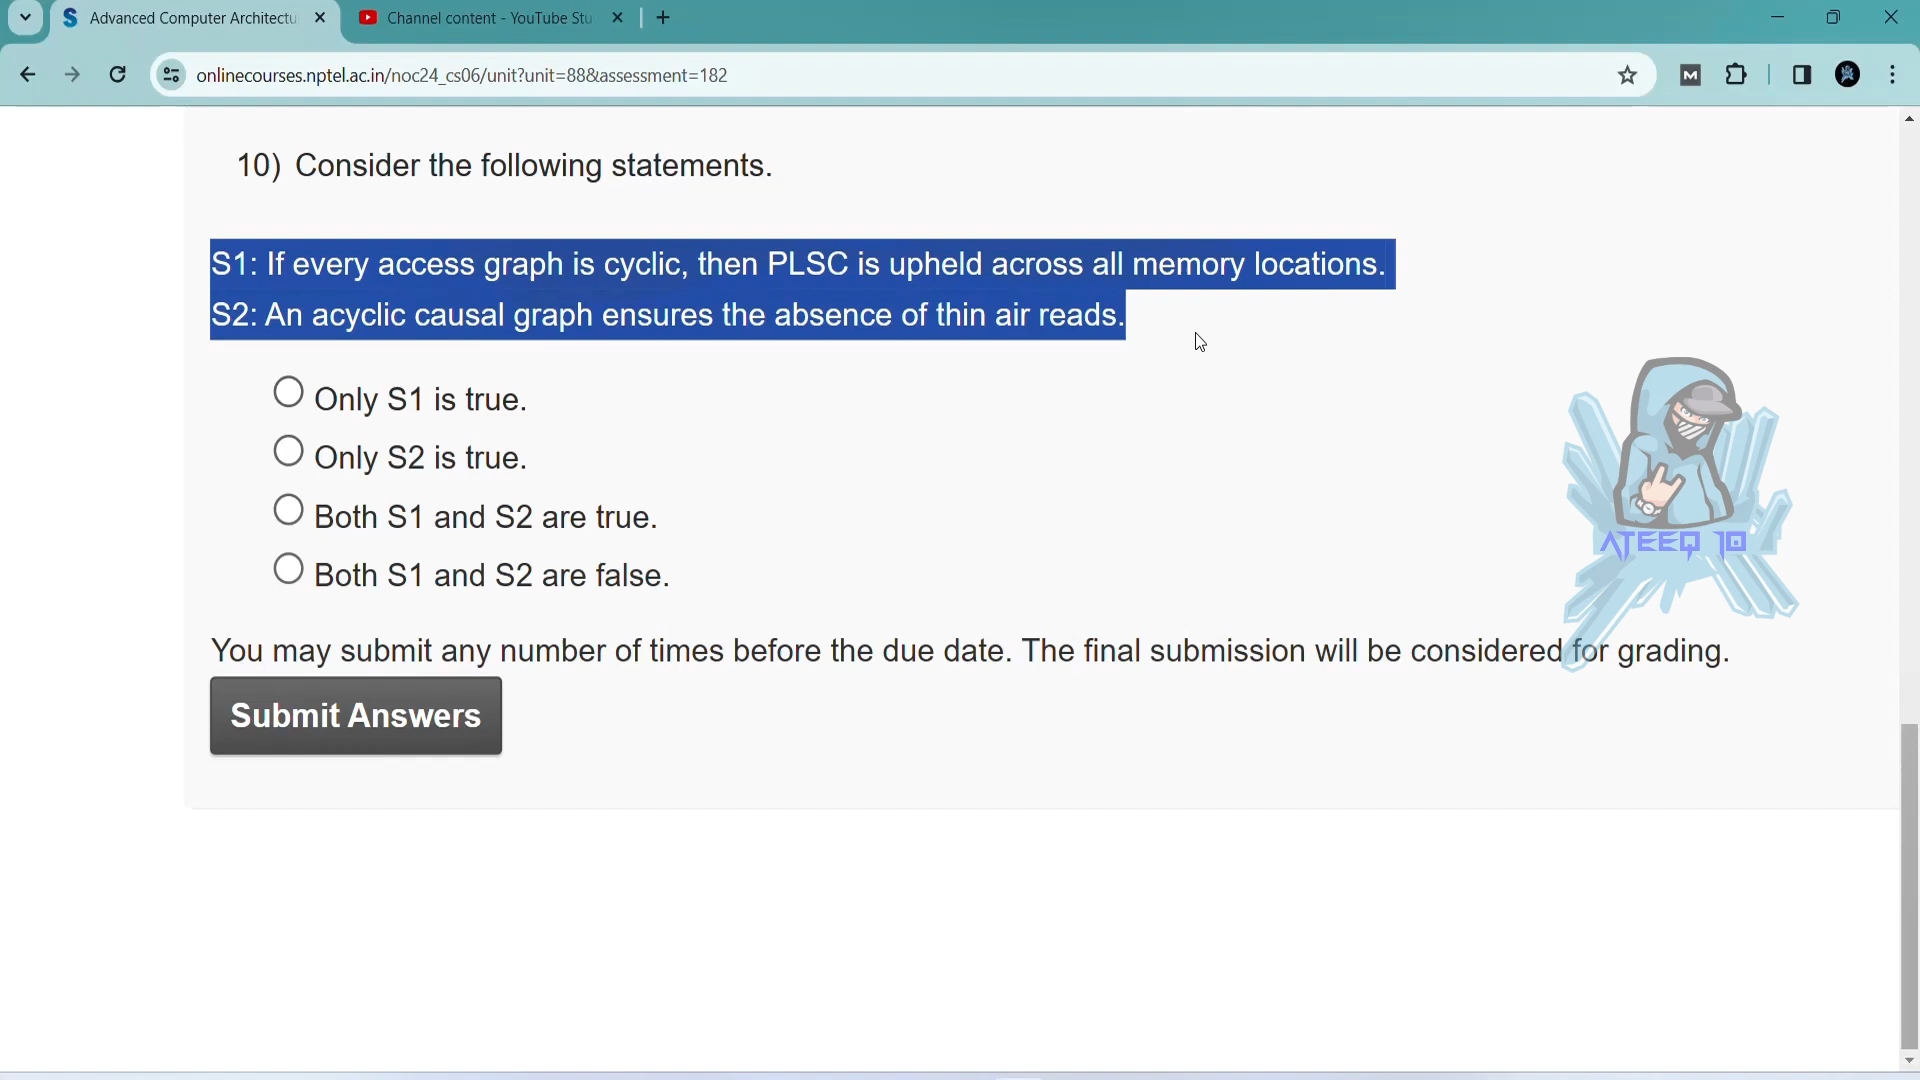 Advanced Computer Architectu
Channel content - YouTube Stu
onlinecourses.nptel.ac.in/noc24_cs06/unit?unit=88&assessment=182
10) Consider the following statements.
S1: If every access graph is cyclic, then PLSC is upheld across all memory locations.
S2: An acyclic causal graph ensures the absence of thin air reads.
Only S1 is true.
Only S2 is true.
Both S1 and S2 are true.
Both S1 and S2 are false.
ATEEQ 10
You may submit any number of times before the due date. The final submission will be considered for grading.
Submit Answers